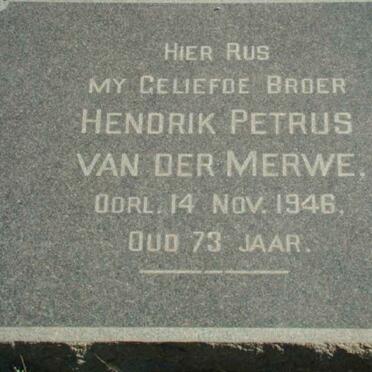 HIER RUS
MY GELIEFDE BROER
HENDRIK PETRUS
VAN DER MERWE.
OORL. 14 NOV. 1946.
OUD 73 JAAR.